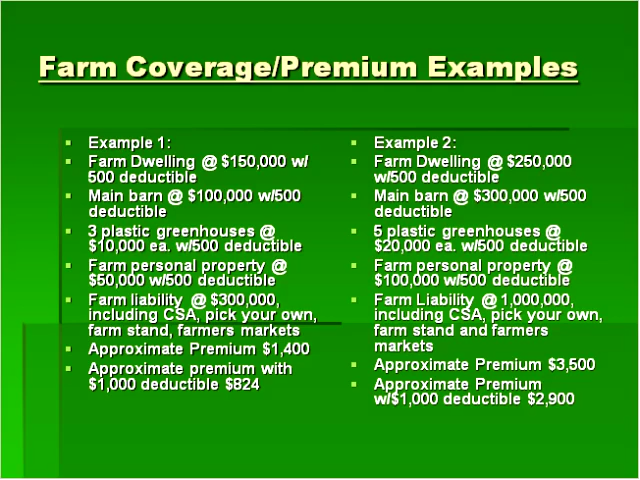 Farm Coverage/Premium Examples
Example 1:
Farm Dwelling @ $150,000 w/
500 deductible
Main barn @ $100,000 w/500
deductible
3 plastic greenhouses @
$10,000 ea. w/500 deductible
Farm personal property @
$50,000 w/500 deductible
Farm liability @ $300,000,
including CSA, pick your own,
farm stand, farmers markets
Approximate Premium $1,400
Approximate premium with
$1,000 deductible $824
Example 2:
Farm Dwelling @ $250,000
w/500 deductible
Main barn @ $300,000 w/500
deductible
5 plastic greenhouses @
$20,000 ea. w/500 deductible
Farm personal property @
$100,000 w/500 deductible
Farm Liability @ 1,000,000,
including CSA, pick your own,
farm stand and farmers
markets
Approximate Premium $3,500
Approximate Premium
w/$1,000 deductible $2,900